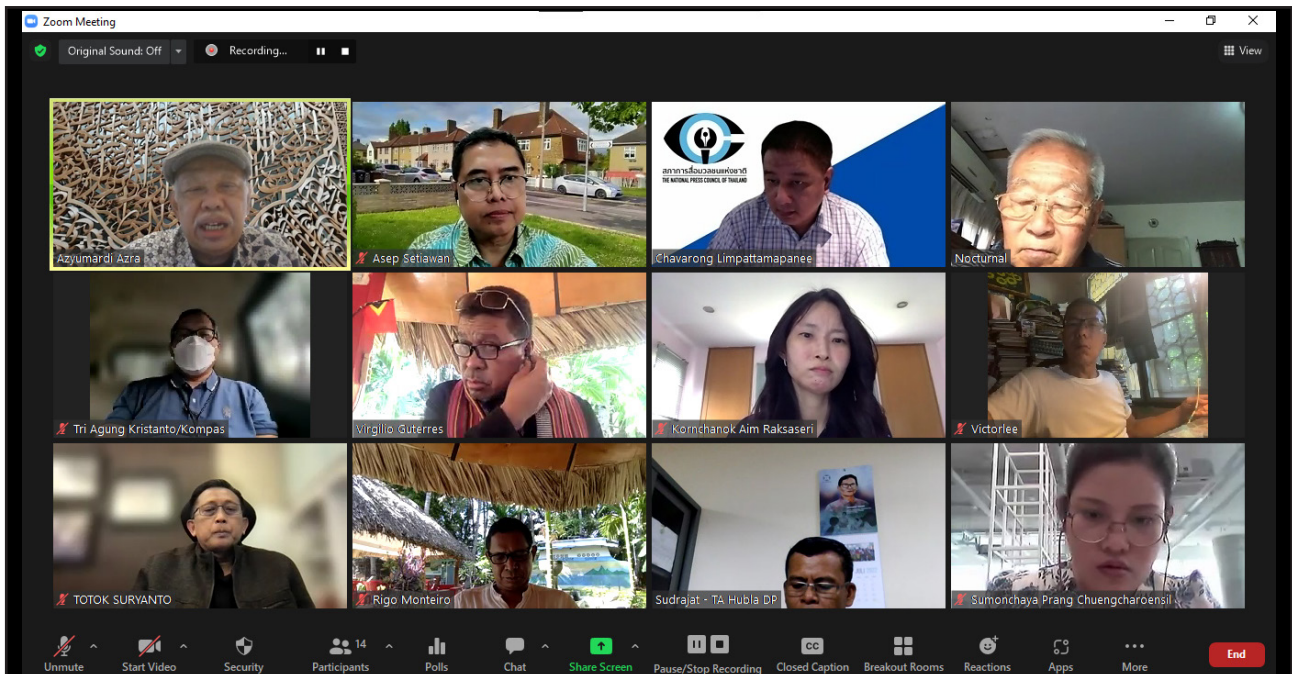 Zoom Meeting
Original Sound: Off
Recording...
View
สภาการสื่อมวลชนแห่งชาติ
THE NATIONAL PRESS COUNCIL OF THAILAND
Azyumardi Azra
Asep Setiawan
Chavarong Limpattamapanee
Nocturnal
Tri Agung Kristanto/Kompas
Virgilio Guterres
Kornchanok Aim Raksaseri
Victorlee
TOTOK SURYANTO
Rigo Monteiro
Sudrajat - TA Hubla DP
Sumonchaya Prang Chuengcharoensil
14
Unmute
Start Video
Security
Participants
Polls
Chat
Share Screen
Pause/Stop Recording
CC
Closed Caption
Breakout Rooms
Reactions
Apps
More
End